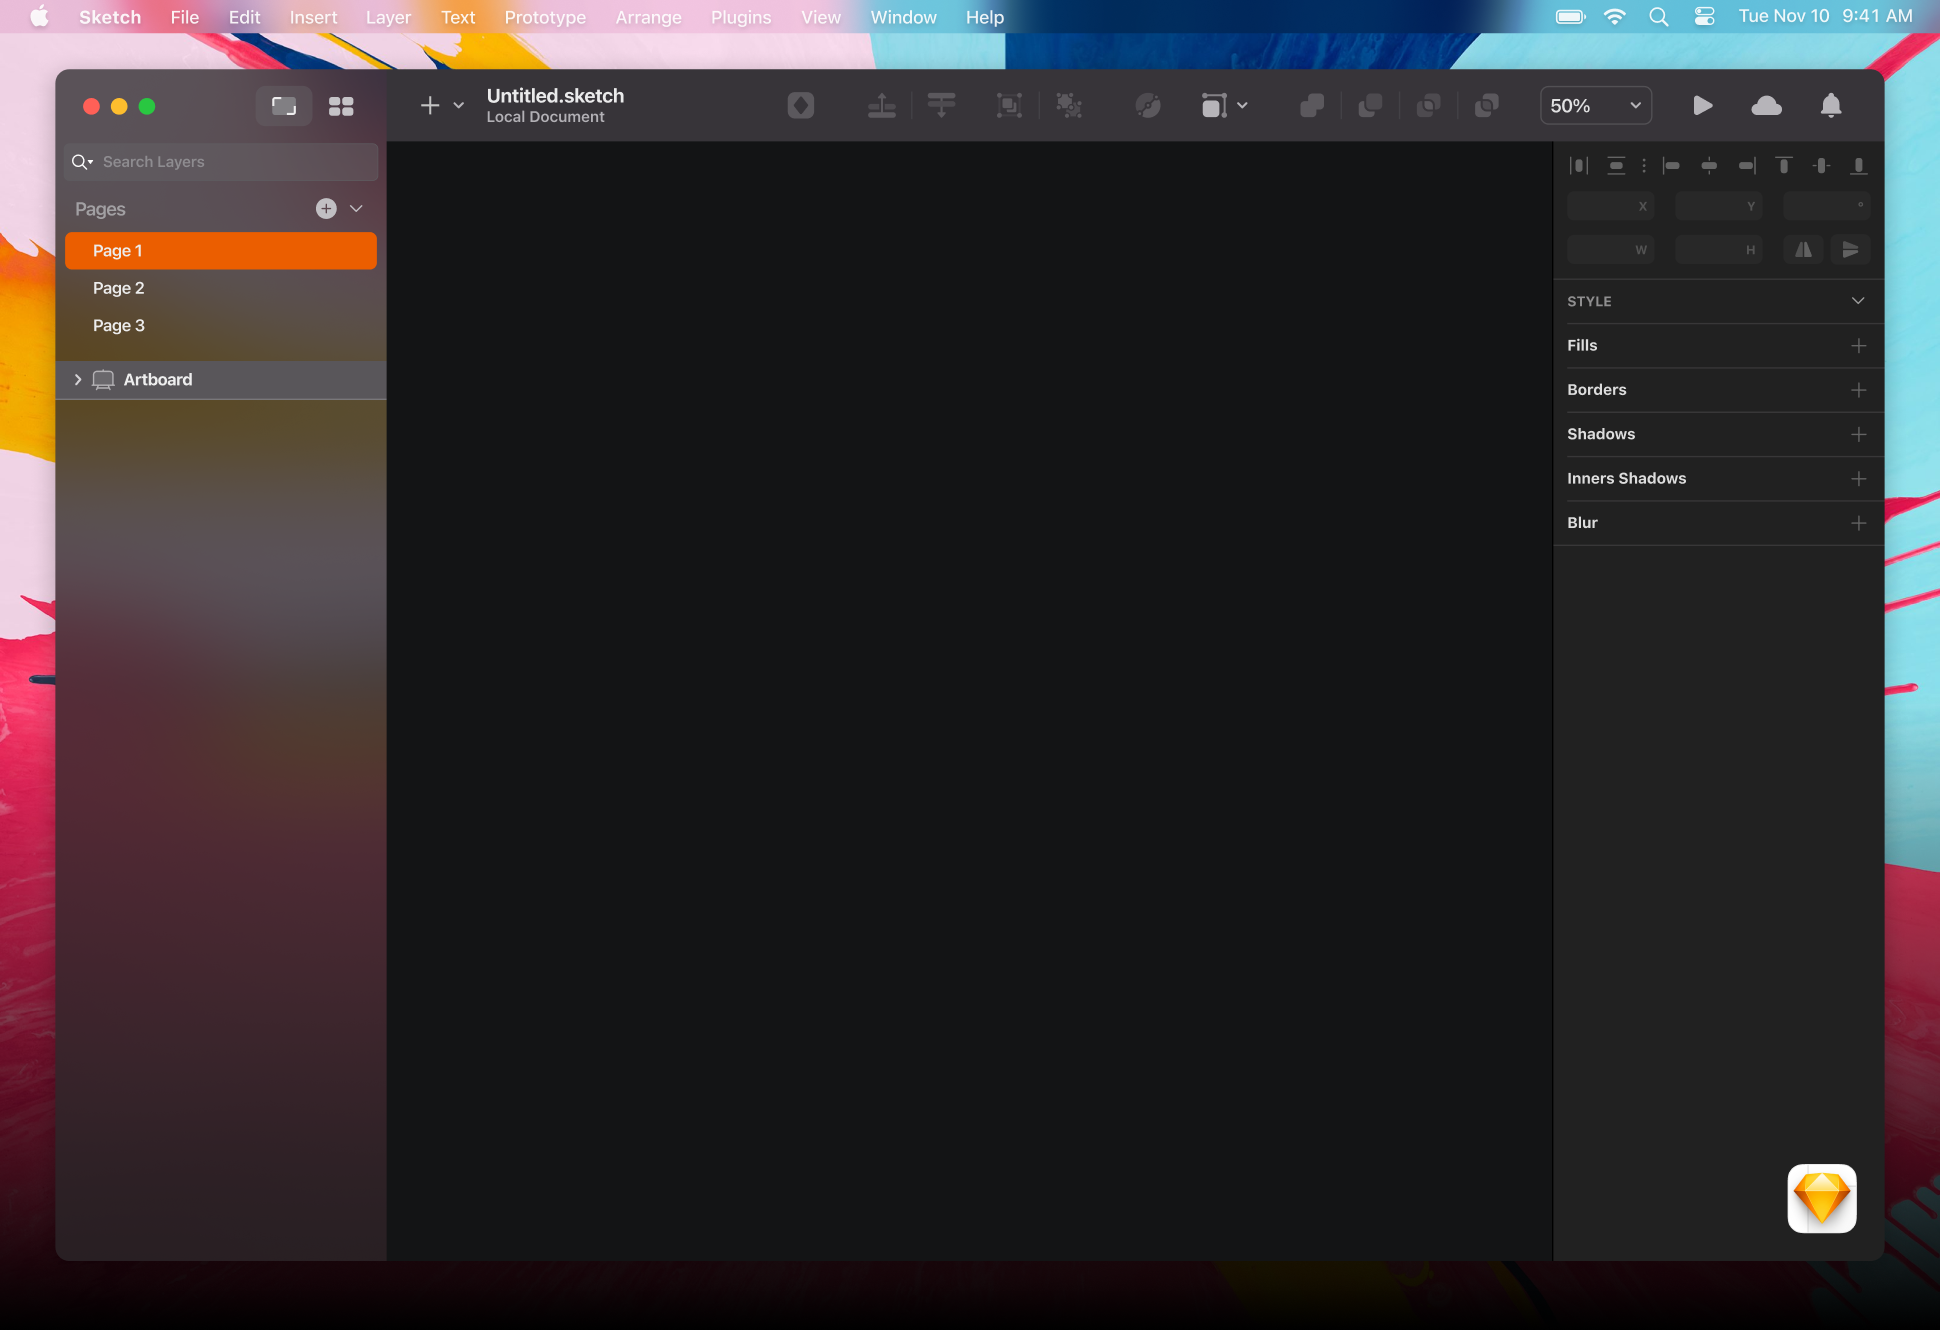 Sketch File Edit Insert Layer Text Prototype Arrange Plugins View Window Help Tue Nov 10 9:41 AM
Untitled.sketch
Local Document
50%
Search Layers
Pages
Page 1
Page 2
Page 3
Artboard
X Y °
W H
STYLE
Fills
Borders
Shadows
Inners Shadows
Blur